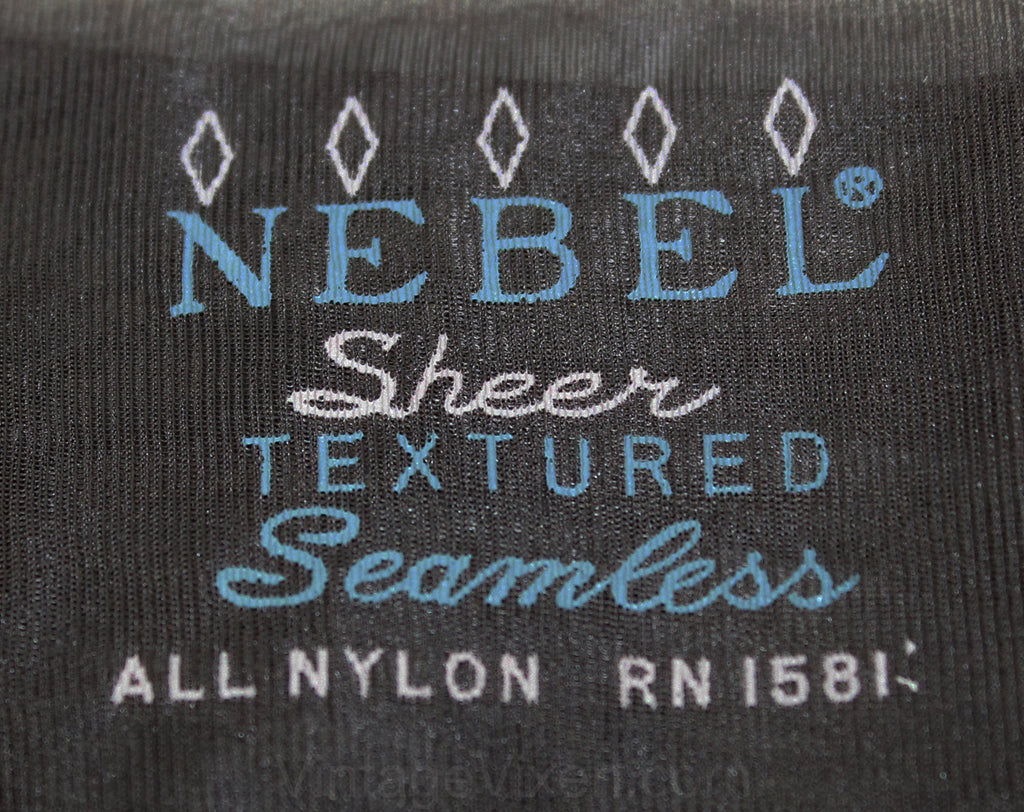 NEBEL®
Sheer
TEXTURED
Seamless
ALL NYLON RN 1581
VintageVixen.com